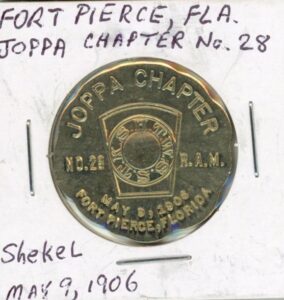 FORT PIERCE, FLA.
JOPPA CHAPTER No. 28
JOPPA CHAPTER
NO.28 R.A.M.
MAY 9, 1906
FORT PIERCE, FLORIDA.
Shekel
MAY 9, 1906